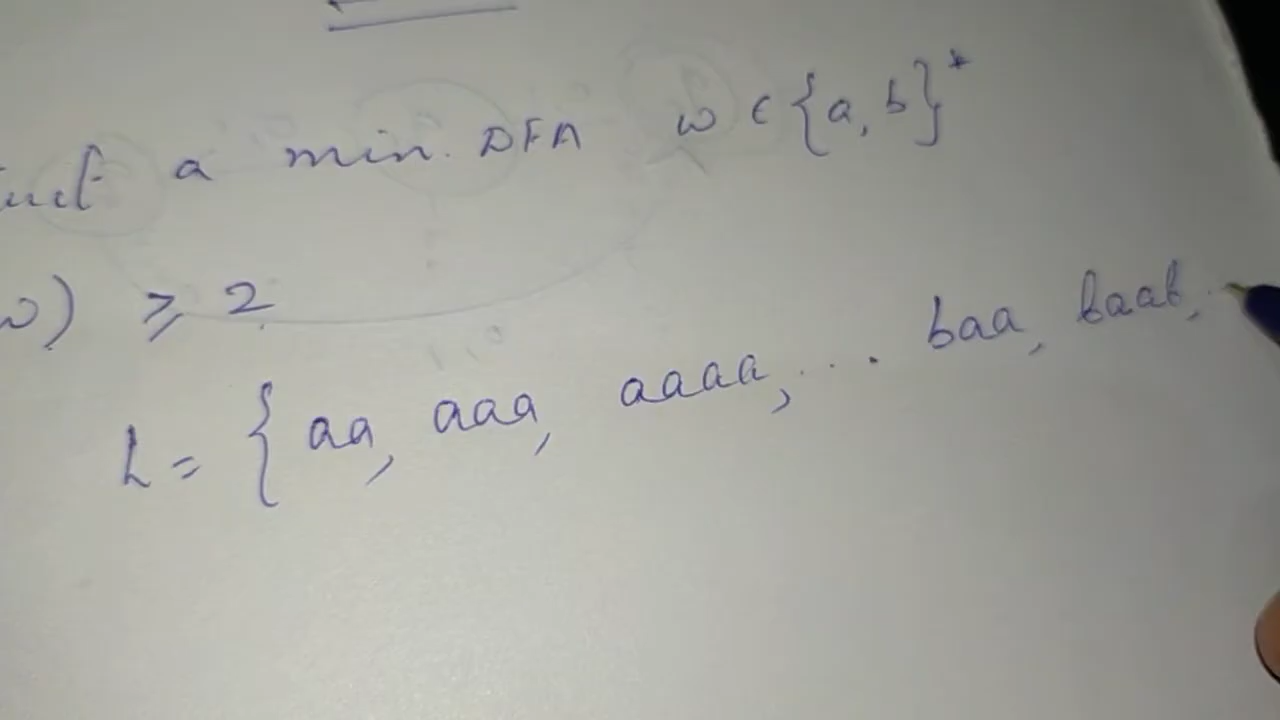 a min. DFA w ∈ {a, b}*
w) ≥ 2
L = { aa, aaa, aaaa, ... baa, baab, ..